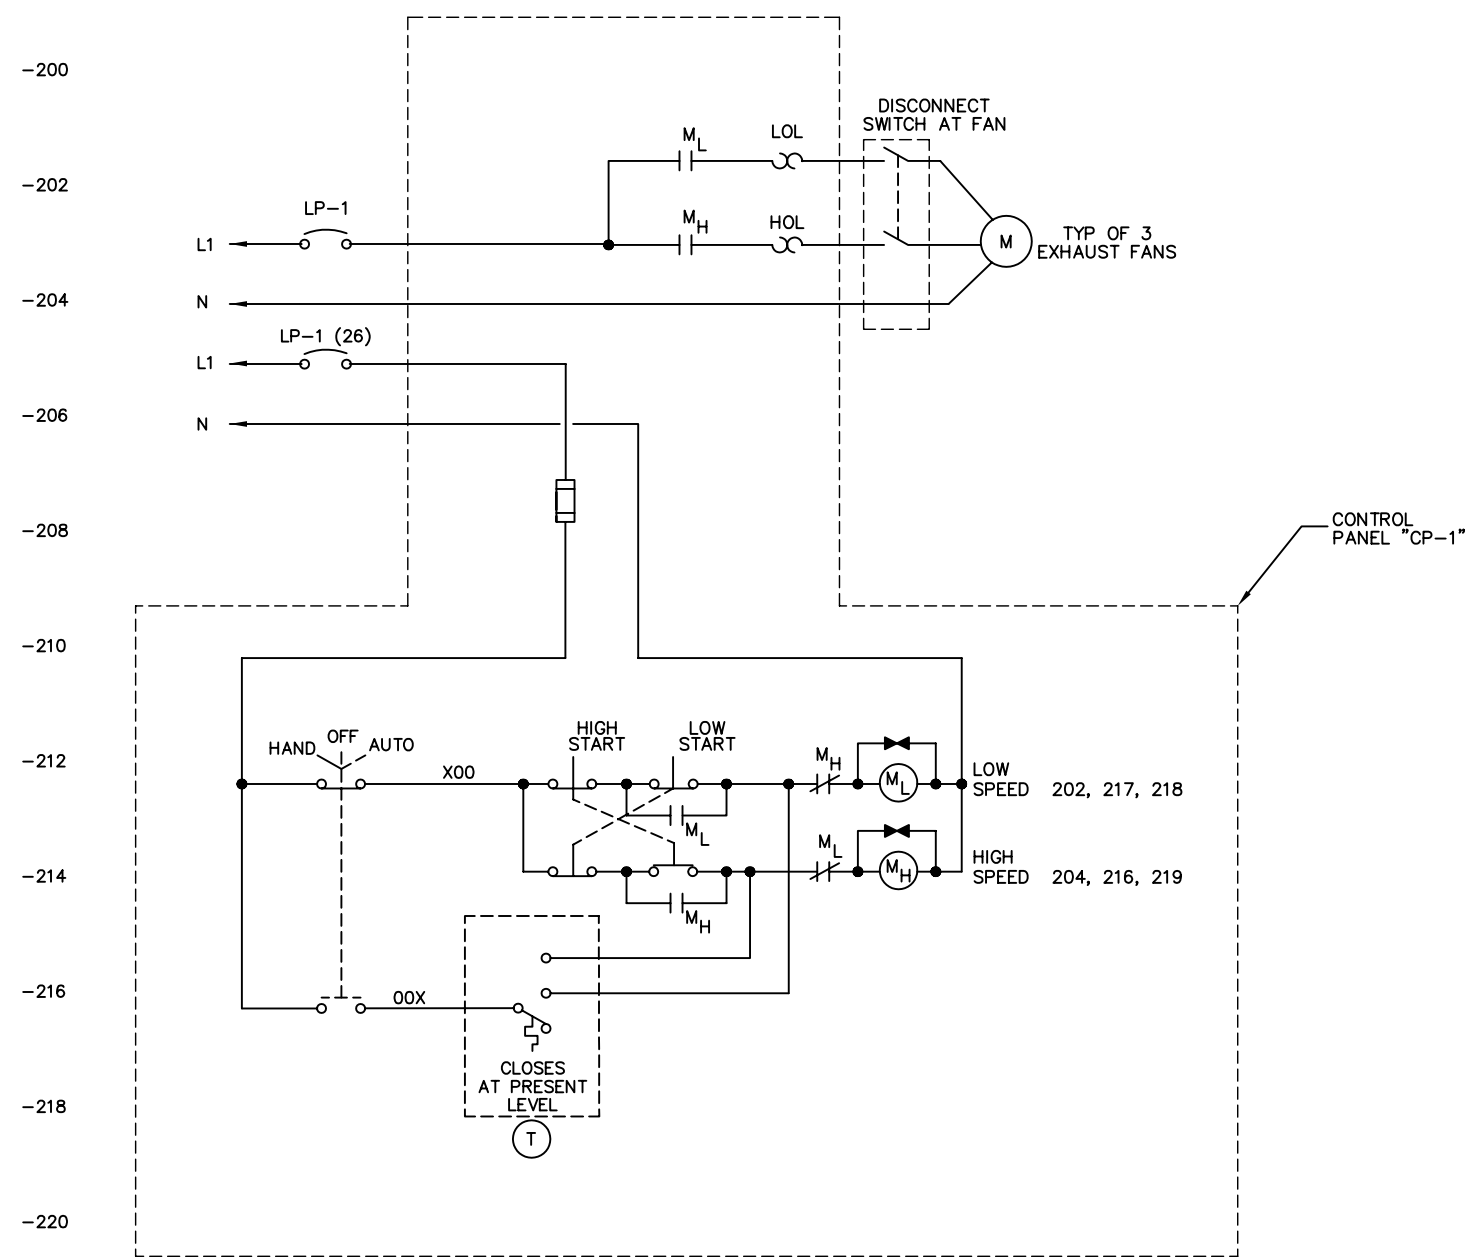 -200
DISCONNECT
SWITCH AT FAN
ML
LOL
-202
LP-1
MH
HOL
L1
M
TYP OF 3
EXHAUST FANS
-204
N
LP-1 (26)
L1
-206
N
-208
CONTROL
PANEL "CP-1"
-210
HAND
OFF
AUTO
HIGH
START
LOW
START
-212
X00
MH
ML
LOW
SPEED 202, 217, 218
ML
ML
-214
MH
HIGH
SPEED 204, 216, 219
MH
-216
00X
CLOSES
AT PRESENT
LEVEL
-218
T
-220